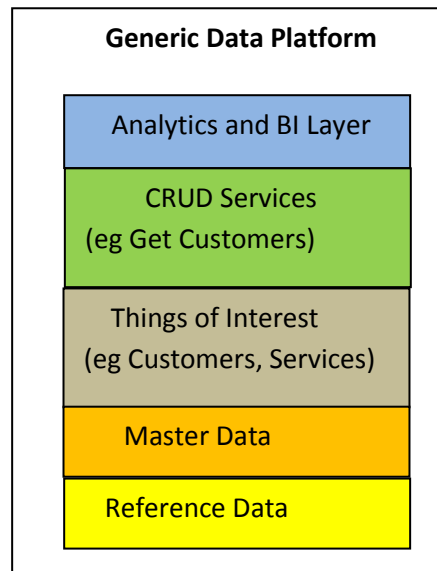 Generic Data Platform
Analytics and BI Layer
CRUD Services
(eg Get Customers)
Things of Interest
(eg Customers, Services)
Master Data
Reference Data